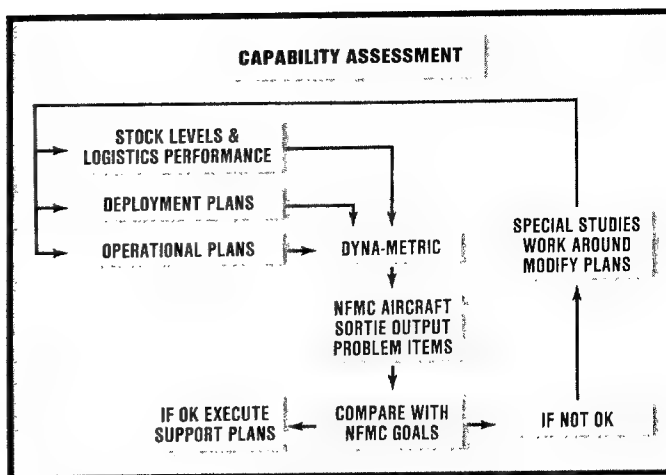 CAPABILITY ASSESSMENT
STOCK LEVELS &
LOGISTICS PERFORMANCE
DEPLOYMENT PLANS
OPERATIONAL PLANS
DYNA-METRIC
SPECIAL STUDIES
WORK AROUND
MODIFY PLANS
NFMC AIRCRAFT
SORTIE OUTPUT
PROBLEM ITEMS
IF OK EXECUTE
SUPPORT PLANS
COMPARE WITH
NFMC GOALS
IF NOT OK